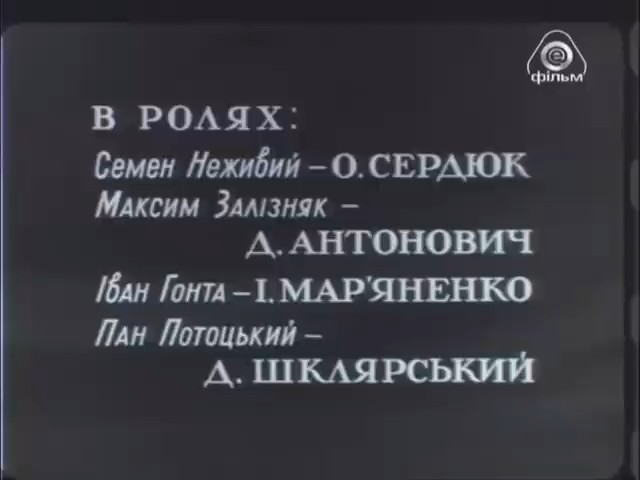 е
фільм
В РОЛЯХ:
Семен Неживий – О. СЕРДЮК
Максим Залізняк –
Д. АНТОНОВИЧ
Іван Гонта – І. МАР'ЯНЕНКО
Пан Потоцький –
Д. ШКЛЯРСЬКИЙ